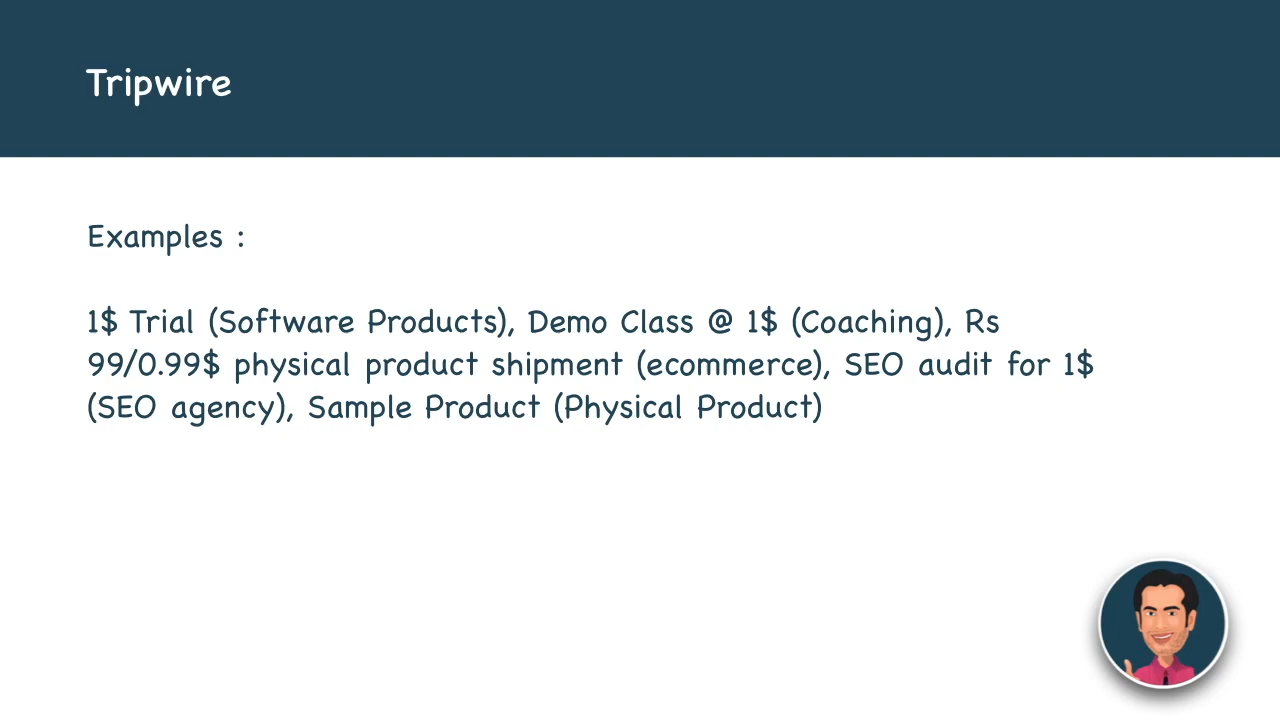 Tripwire
Examples :
1$ Trial (Software Products), Demo Class @ 1$ (Coaching), Rs
99/0.99$ physical product shipment (ecommerce), SEO audit for 1$
(SEO agency), Sample Product (Physical Product)